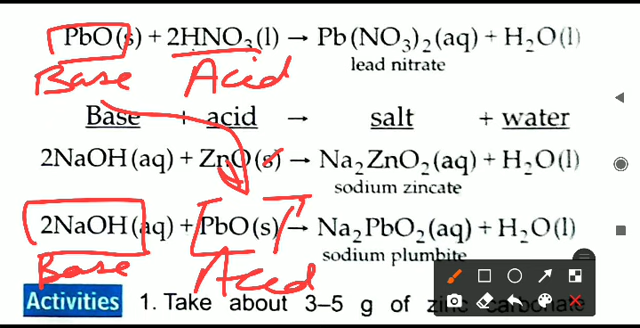 PbO(s) + 2HNO₃(l) → Pb(NO₃)₂(aq) + H₂O(l)
lead nitrate
Base Acid
Base + acid → salt + water
2NaOH(aq) + ZnO(s) → Na₂ZnO₂(aq) + H₂O(l)
sodium zincate
2NaOH(aq) + PbO(s) → Na₂PbO₂(aq) + H₂O(l)
sodium plumbite
Base Acid
Activities 1. Take about 3–5 g of zinc carbonate